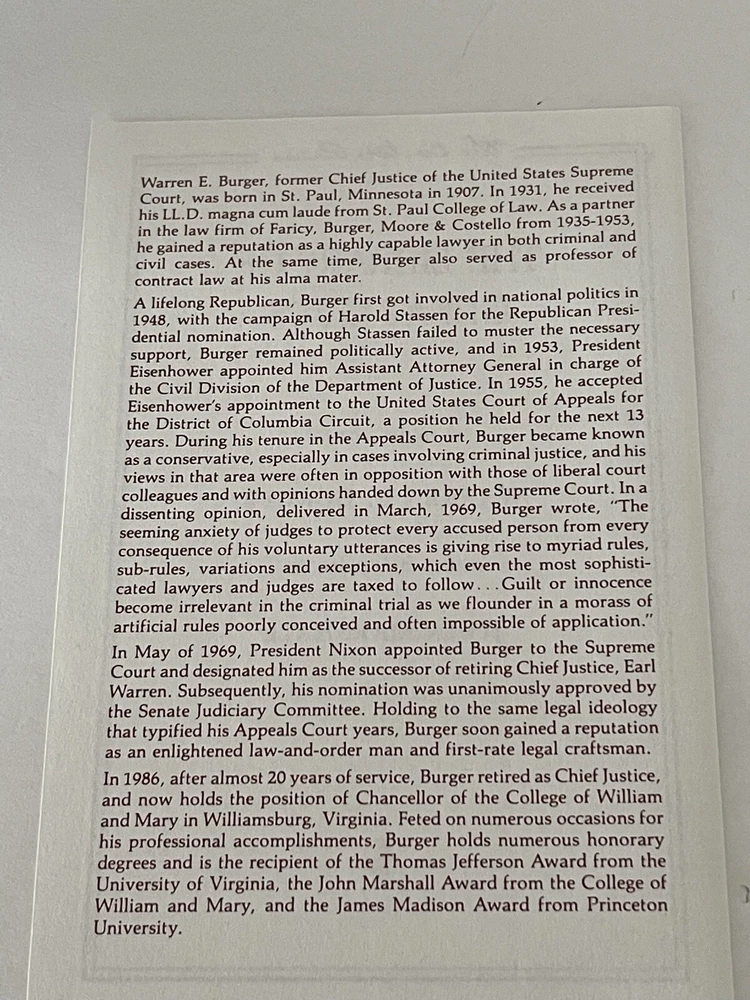 Warren E. Burger, former Chief Justice of the United States Supreme
Court, was born in St. Paul, Minnesota in 1907. In 1931, he received
his LL.D. magna cum laude from St. Paul College of Law. As a partner
in the law firm of Faricy, Burger, Moore & Costello from 1935-1953,
he gained a reputation as a highly capable lawyer in both criminal and
civil cases. At the same time, Burger also served as professor of
contract law at his alma mater.
A lifelong Republican, Burger first got involved in national politics in
1948, with the campaign of Harold Stassen for the Republican Presi-
dential nomination. Although Stassen failed to muster the necessary
support, Burger remained politically active, and in 1953, President
Eisenhower appointed him Assistant Attorney General in charge of
the Civil Division of the Department of Justice. In 1955, he accepted
Eisenhower's appointment to the United States Court of Appeals for
the District of Columbia Circuit, a position he held for the next 13
years. During his tenure in the Appeals Court, Burger became known
as a conservative, especially in cases involving criminal justice, and his
views in that area were often in opposition with those of liberal court
colleagues and with opinions handed down by the Supreme Court. In a
dissenting opinion, delivered in March, 1969, Burger wrote, "The
seeming anxiety of judges to protect every accused person from every
consequence of his voluntary utterances is giving rise to myriad rules,
sub-rules, variations and exceptions, which even the most sophisti-
cated lawyers and judges are taxed to follow...Guilt or innocence
become irrelevant in the criminal trial as we flounder in a morass of
artificial rules poorly conceived and often impossible of application."
In May of 1969, President Nixon appointed Burger to the Supreme
Court and designated him as the successor of retiring Chief Justice, Earl
Warren. Subsequently, his nomination was unanimously approved by
the Senate Judiciary Committee. Holding to the same legal ideology
that typified his Appeals Court years, Burger soon gained a reputation
as an enlightened law-and-order man and first-rate legal craftsman.
In 1986, after almost 20 years of service, Burger retired as Chief Justice,
and now holds the position of Chancellor of the College of William
and Mary in Williamsburg, Virginia. Feted on numerous occasions for
his professional accomplishments, Burger holds numerous honorary
degrees and is the recipient of the Thomas Jefferson Award from the
University of Virginia, the John Marshall Award from the College of
William and Mary, and the James Madison Award from Princeton
University.